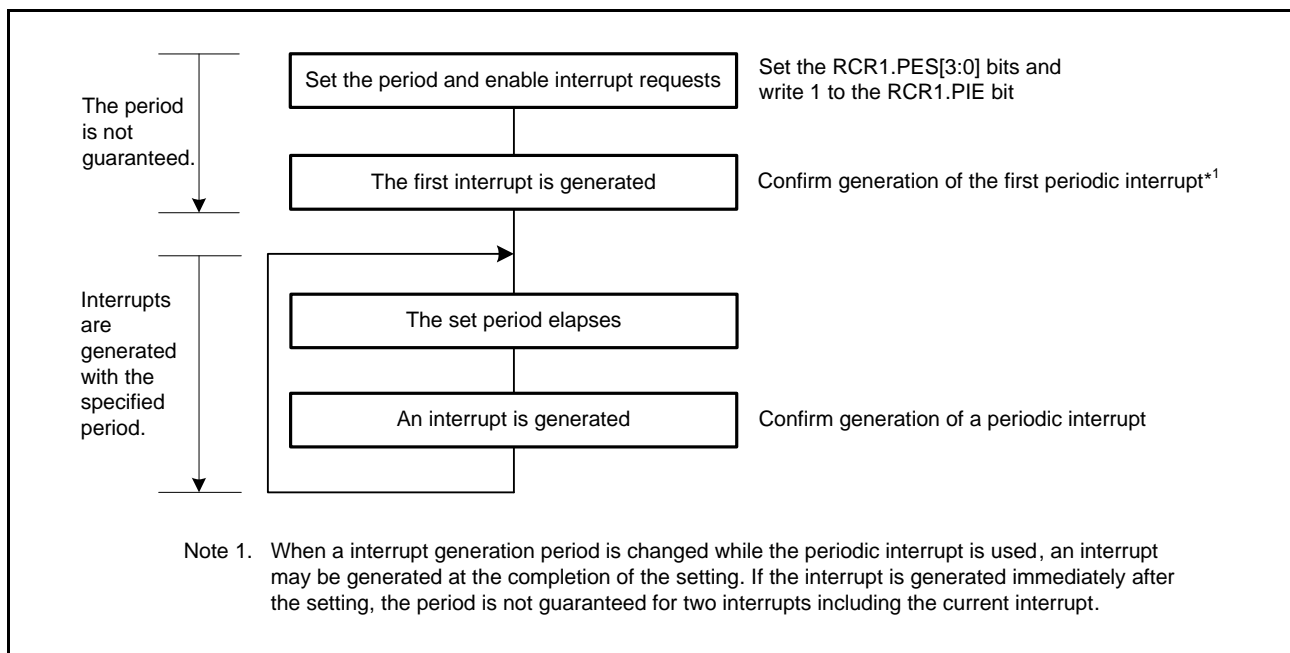 Set the period and enable interrupt requests
Set the RCR1.PES[3:0] bits and
write 1 to the RCR1.PIE bit
The period
is not
guaranteed.
The first interrupt is generated
Confirm generation of the first periodic interrupt*1
Interrupts
are
generated
with the
specified
period.
The set period elapses
An interrupt is generated
Confirm generation of a periodic interrupt
Note 1. When a interrupt generation period is changed while the periodic interrupt is used, an interrupt
may be generated at the completion of the setting. If the interrupt is generated immediately after
the setting, the period is not guaranteed for two interrupts including the current interrupt.